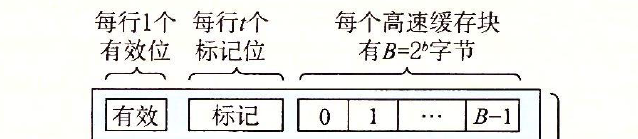 每行1个 每行t个 每个高速缓存块
有效位 标记位 有B=2ᵇ字节
有效 标记 0 1 … B-1